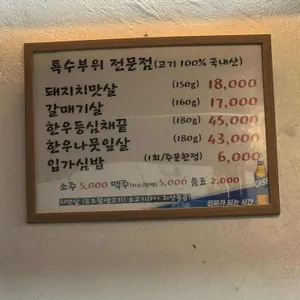 특수부위 전문점(고기 100% 국내산)
돼지치맛살 (150g) 18,000
갈매기살 (160g) 17,000
한우등심채끝 (180g) 45,000
한우나뭇잎살 (180g) 43,000
입가심밥 (1회/주문한정) 6,000
소주 5,000 맥주 5,000 음료 2,000